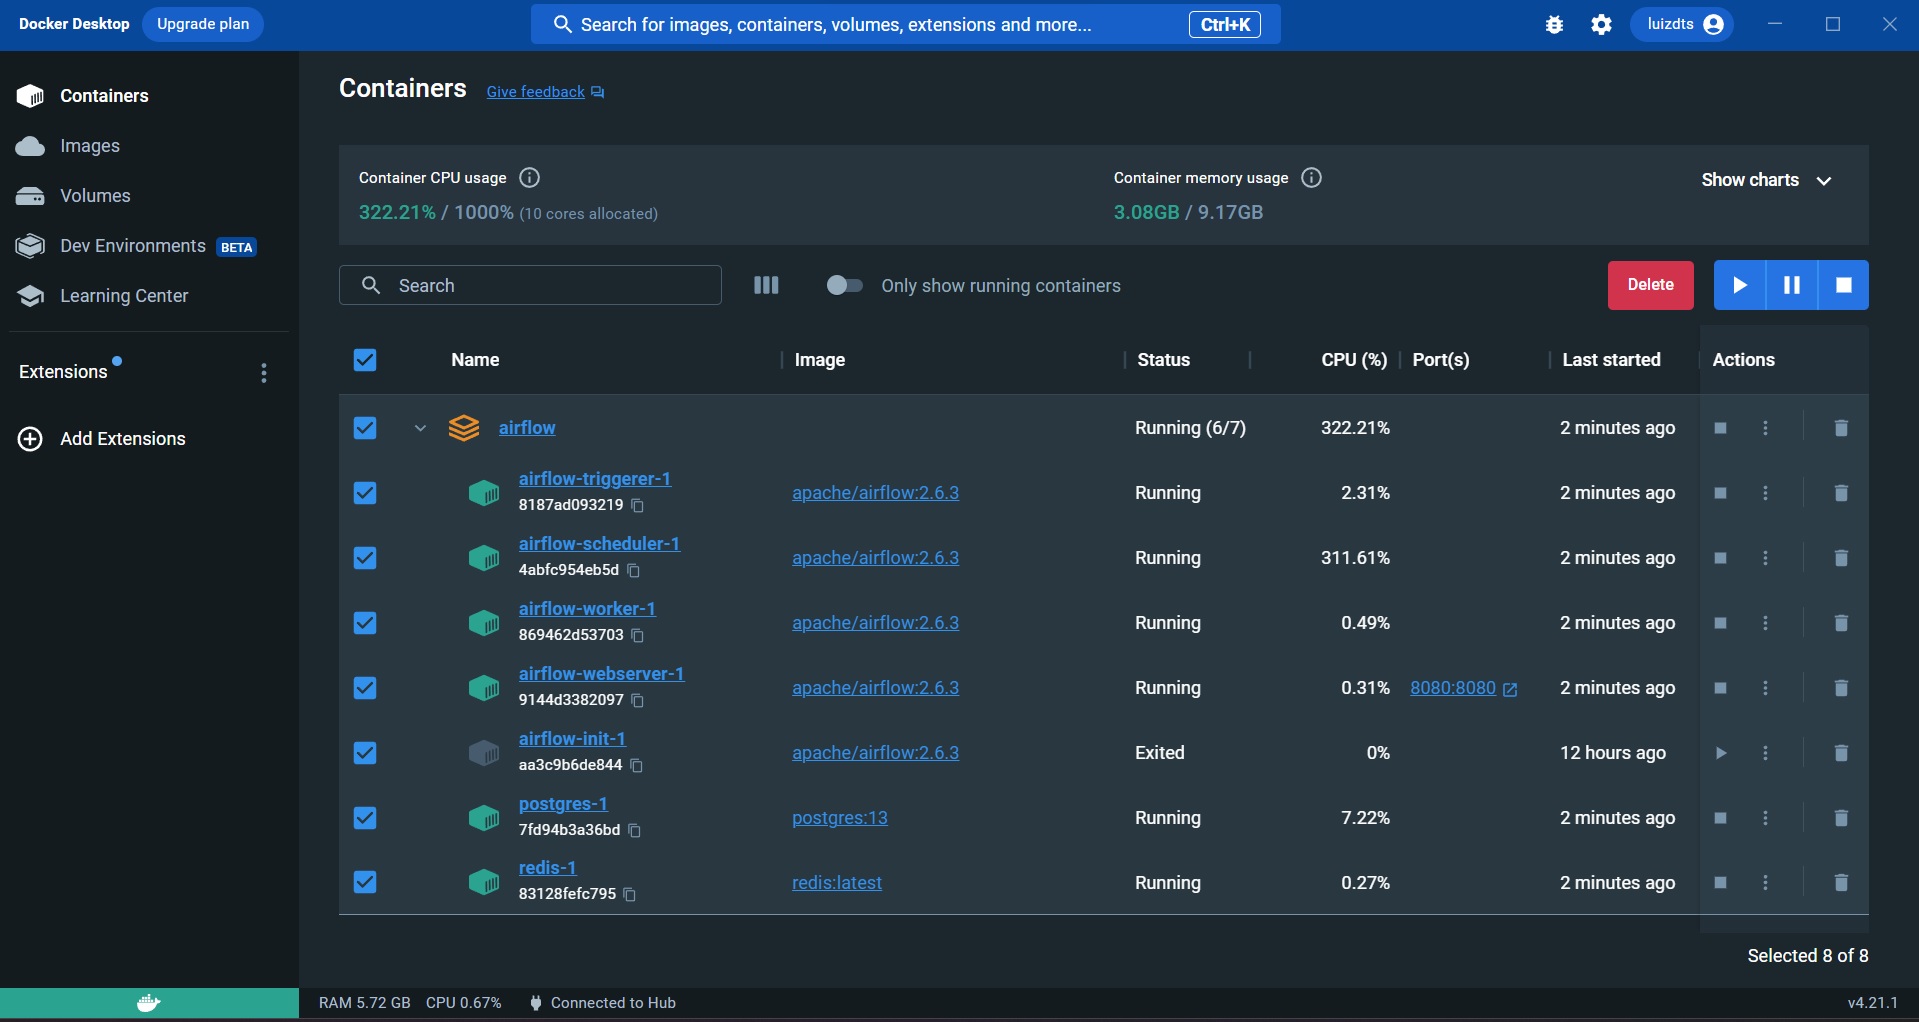 Docker Desktop Upgrade plan Search for images, containers, volumes, extensions and more... Ctrl+K luizdts
Containers
Images
Volumes
Dev Environments BETA
Learning Center
Extensions
Add Extensions
Containers Give feedback
Container CPU usage
322.21% / 1000% (10 cores allocated)
Container memory usage
3.08GB / 9.17GB
Show charts
Search
Only show running containers
Delete
Name Image Status CPU (%) Port(s) Last started Actions
airflow Running (6/7) 322.21% 2 minutes ago
airflow-triggerer-1
8187ad093219
apache/airflow:2.6.3 Running 2.31% 2 minutes ago
airflow-scheduler-1
4abfc954eb5d
apache/airflow:2.6.3 Running 311.61% 2 minutes ago
airflow-worker-1
869462d53703
apache/airflow:2.6.3 Running 0.49% 2 minutes ago
airflow-webserver-1
9144d3382097
apache/airflow:2.6.3 Running 0.31% 8080:8080 2 minutes ago
airflow-init-1
aa3c9b6de844
apache/airflow:2.6.3 Exited 0% 12 hours ago
postgres-1
7fd94b3a36bd
postgres:13 Running 7.22% 2 minutes ago
redis-1
83128fefc795
redis:latest Running 0.27% 2 minutes ago
Selected 8 of 8
RAM 5.72 GB CPU 0.67% Connected to Hub v4.21.1